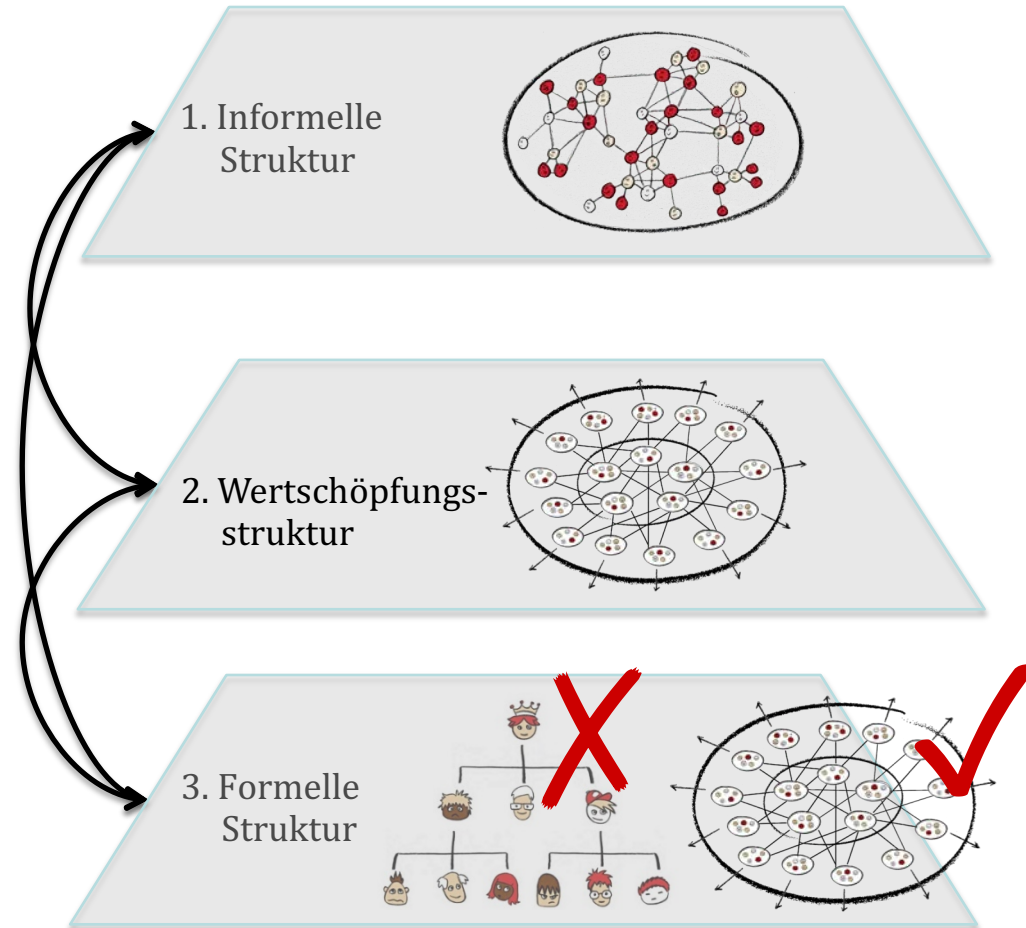 1. Informelle
Struktur
2. Wertschöpfungs-
struktur
3. Formelle
Struktur